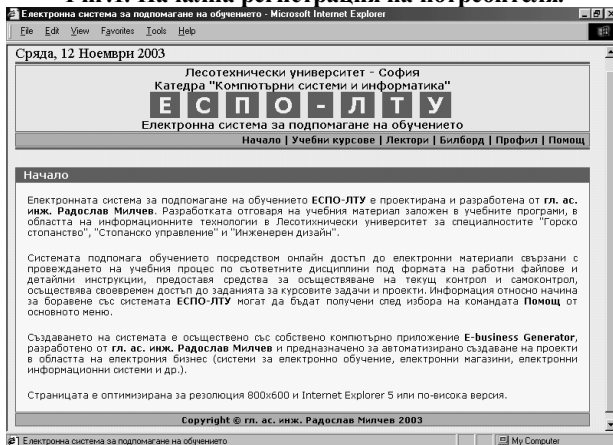 Фиг.1. Начална регистрация на потребителя.
Електронна система за подпомагане на обучението - Microsoft Internet Explorer
File Edit View Favorites Tools Help
Сряда, 12 Ноември 2003
Лесотехнически университет - София
Катедра "Компютърни системи и информатика"
ЕСПО-ЛТУ
Електронна система за подпомагане на обучението
Начало | Учебни курсове | Лектори | Билборд | Профил | Помощ
Начало
Електронната система за подпомагане на обучението ЕСПО-ЛТУ е проектирана и разработена от гл. ас.
инж. Радослав Милчев. Разработката отговаря на учебния материал заложен в учебните програми, в
областта на информационните технологии в Лесотехнически университет за специалностите "Горско
стопанство", "Стопанско управление" и "Инженерен дизайн".
Системата подпомага обучението посредством онлайн достъп до електронни материали свързани с
провеждането на учебния процес по съответните дисциплини под формата на работни файлове и
детайлни инструкции, предоставя средства за осъществяване на текущ контрол и самоконтрол,
осъществява своевремен достъп до заданията за курсовите задачи и проекти. Информация относно начина
за боравене със системата ЕСПО-ЛТУ могат да бъдат получени след избора на командата Помощ от
основното меню.
Създаването на системата е осъществено със собствено компютърно приложение E-business Generator,
разработено от гл. ас. инж. Радослав Милчев и предназначено за автоматизирано създаване на проекти
в областта на електрония бизнес (системи за електронно обучение, електронни магазини, електронни
информационни системи и др.).
Страницата е оптимизирана за резолюция 800x600 и Internet Explorer 5 или по-висока версия.
Copyright © гл. ас. инж. Радослав Милчев 2003
Електронна система за подпомагане на обучението
My Computer